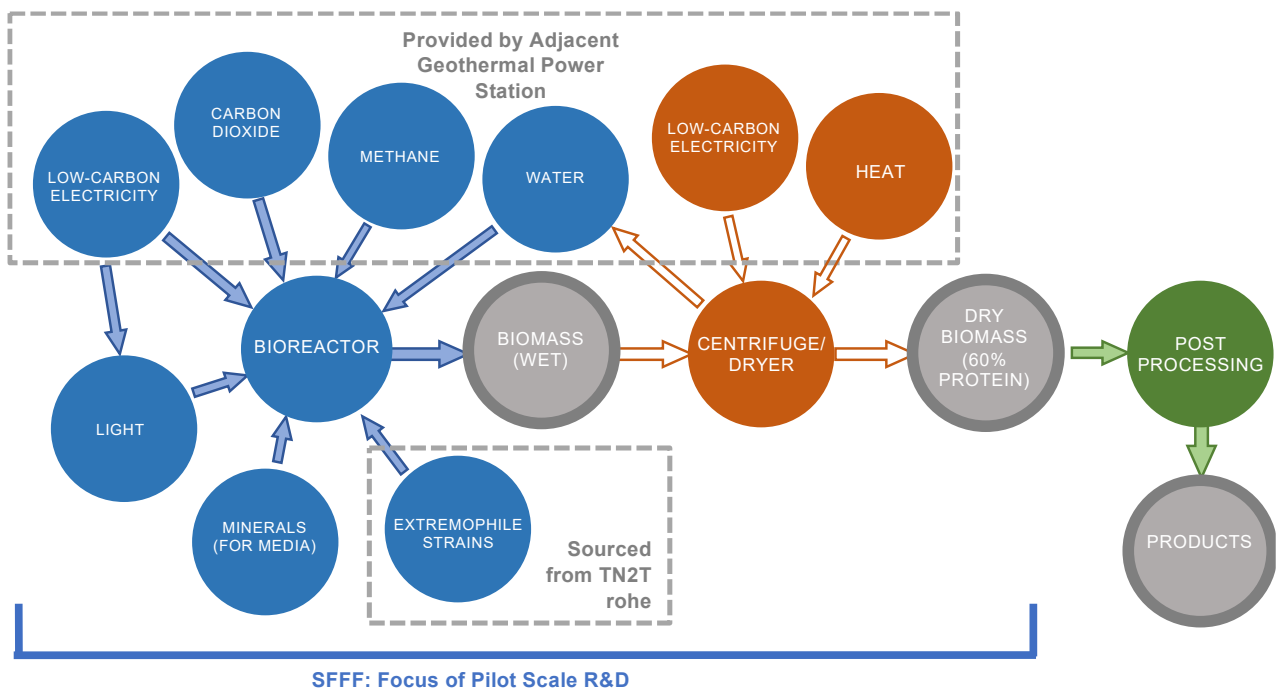 Provided by Adjacent
Geothermal Power
Station
LOW-CARBON
ELECTRICITY
CARBON
DIOXIDE
METHANE
WATER
LOW-CARBON
ELECTRICITY
HEAT
BIOREACTOR
BIOMASS
(WET)
CENTRIFUGE/
DRYER
DRY
BIOMASS
(60%
PROTEIN)
POST
PROCESSING
LIGHT
MINERALS
(FOR MEDIA)
EXTREMOPHILE
STRAINS
Sourced
from TN2T
rohe
PRODUCTS
SFFF: Focus of Pilot Scale R&D